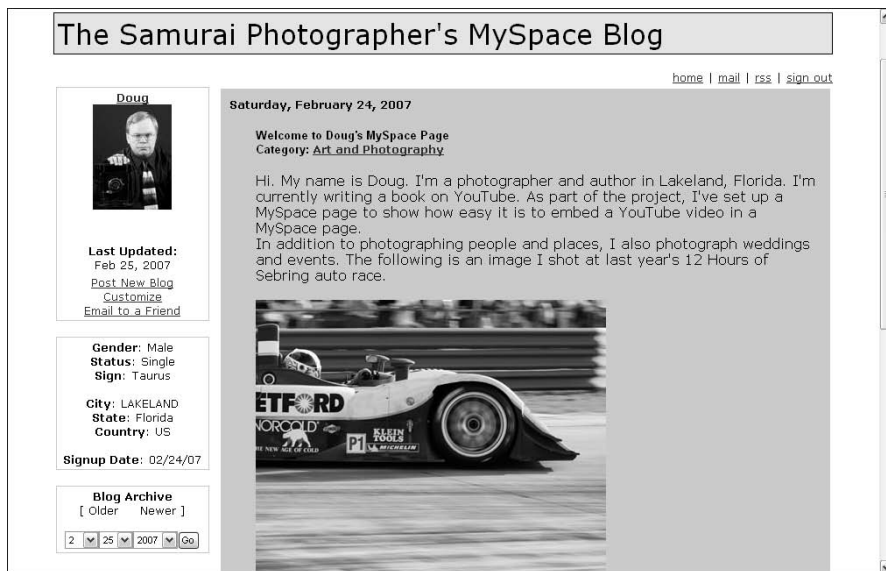 The Samurai Photographer's MySpace Blog
home | mail | rss | sign out
Doug
Last Updated:
Feb 25, 2007
Post New Blog
Customize
Email to a Friend
Gender: Male
Status: Single
Sign: Taurus
City: LAKELAND
State: Florida
Country: US
Signup Date: 02/24/07
Blog Archive
[ Older Newer ]
2 25 2007 Go
Saturday, February 24, 2007
Welcome to Doug's MySpace Page
Category: Art and Photography
Hi. My name is Doug. I'm a photographer and author in Lakeland, Florida. I'm
currently writing a book on YouTube. As part of the project, I've set up a
MySpace page to show how easy it is to embed a YouTube video in a
MySpace page.
In addition to photographing people and places, I also photograph weddings
and events. The following is an image I shot at last year's 12 Hours of
Sebring auto race.
ETFORD
NORCOLD
THE NEW AGE OF COLD
P1
KLEIN
TOOLS
MICHELIN